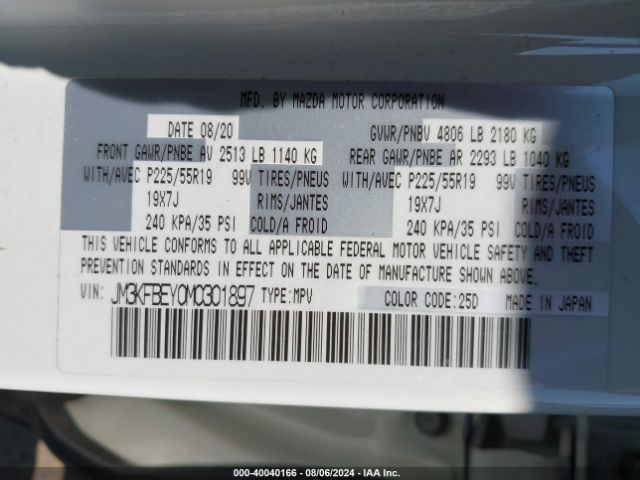 MFD. BY MAZDA MOTOR CORPORATION
DATE 08/20 GVWR/PNBV 4806 LB 2180 KG
FRONT GAWR/PNBE AV 2513 LB 1140 KG REAR GAWR/PNBE AR 2293 LB 1040 KG
WITH/AVEC P225/55R19 99V TIRES/PNEUS WITH/AVEC P225/55R19 99V TIRES/PNEUS
19X7J RIMS/JANTES 19X7J RIMS/JANTES
240 KPA/35 PSI COLD/A FROID 240 KPA/35 PSI COLD/A FROID
THIS VEHICLE CONFORMS TO ALL APPLICABLE FEDERAL MOTOR VEHICLE SAFETY AND THEFT
PREVENTION STANDARDS IN EFFECT ON THE DATE OF MANUFACTURE SHOWN ABOVE.
VIN: JM3KFBEY0M0301897 TYPE:MPV COLOR CODE:25D MADE IN JAPAN
000-40040166 - 08/06/2024 - IAA Inc.